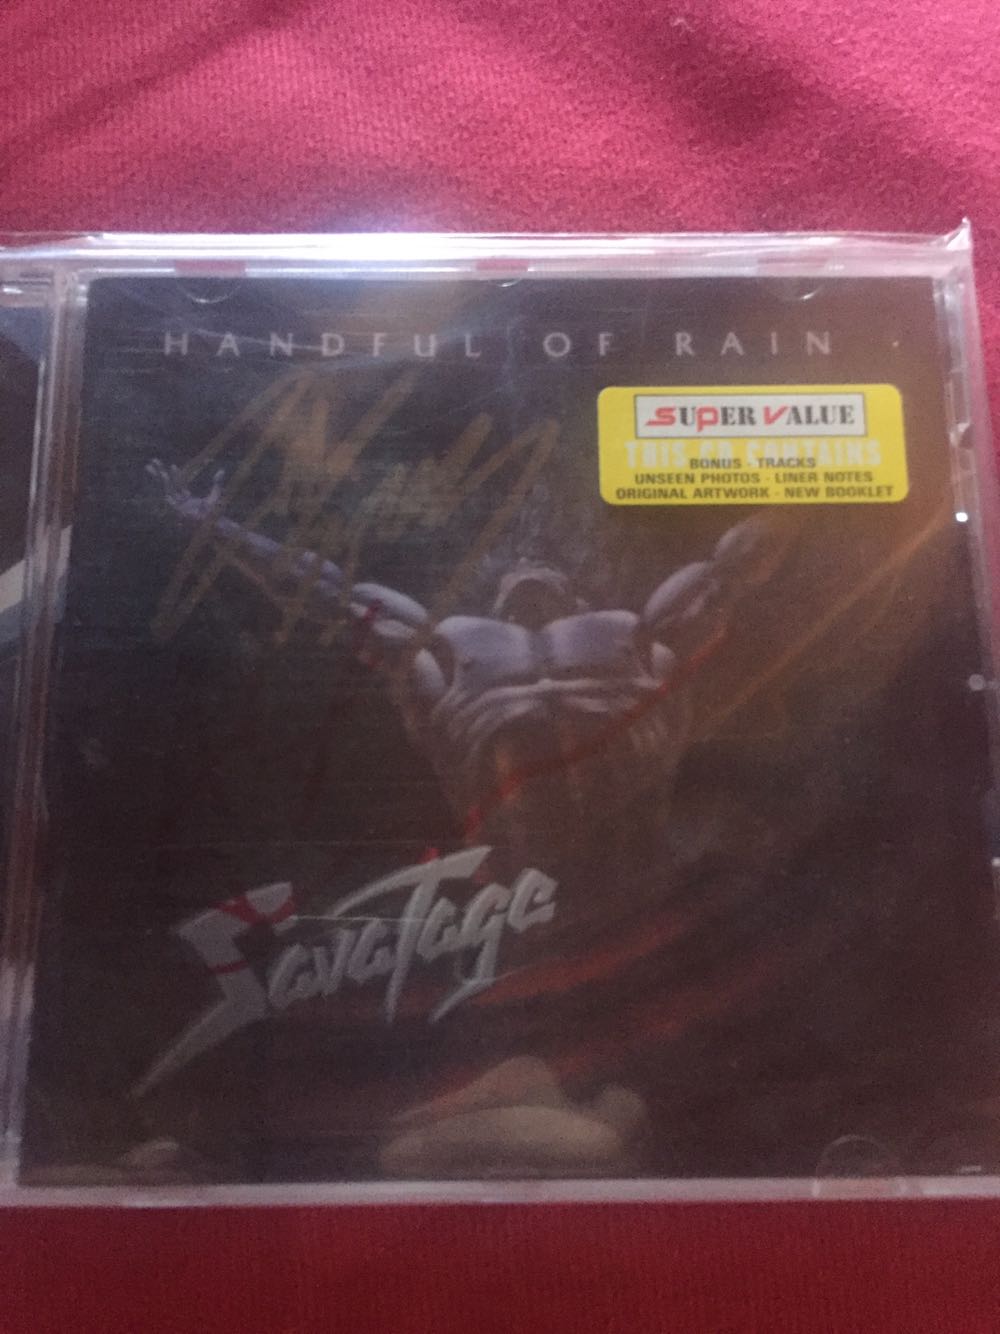 HANDFUL OF RAIN
SUPER VALUE
THIS CD CONTAINS
BONUS - TRACKS
UNSEEN PHOTOS - LINER NOTES
ORIGINAL ARTWORK - NEW BOOKLET
Savatage